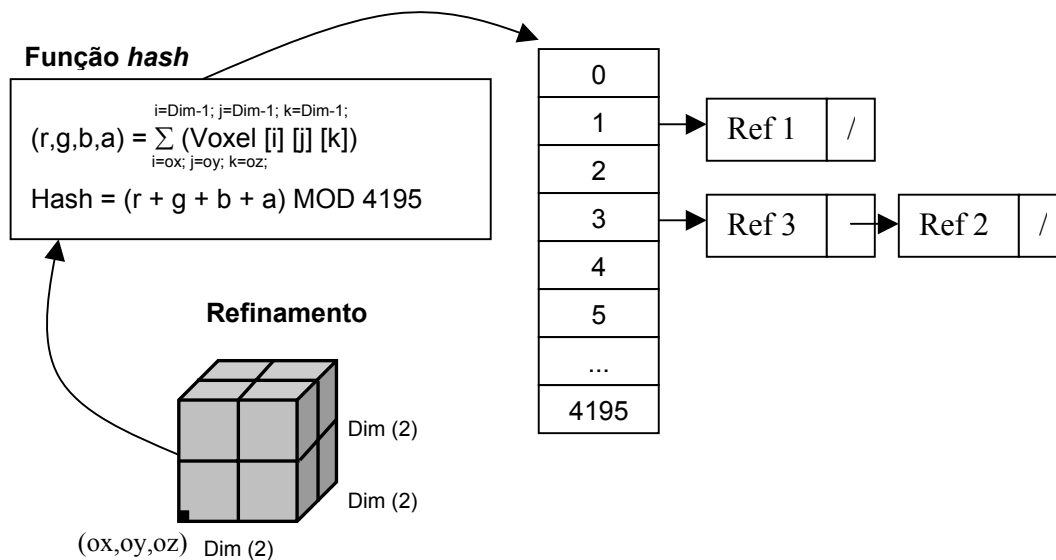 Função hash
i=Dim-1; j=Dim-1; k=Dim-1;
(r,g,b,a) = ∑ (Voxel [i] [j] [k])
i=ox; j=oy; k=oz;
Hash = (r + g + b + a) MOD 4195
0
1
2
3
4
5
...
4195
Ref 1 /
Ref 3
Ref 2 /
Refinamento
Dim (2)
Dim (2)
(ox,oy,oz) Dim (2)